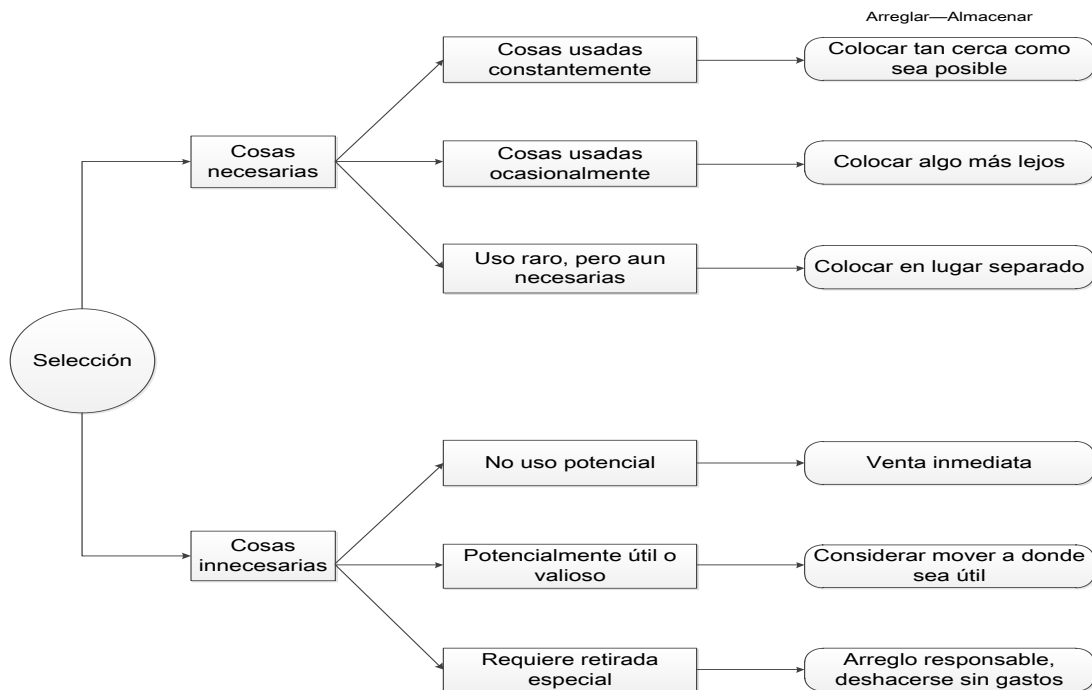 Arreglar—Almacenar
Cosas usadas
constantemente
Colocar tan cerca como
sea posible
Cosas
necesarias
Cosas usadas
ocasionalmente
Colocar algo más lejos
Uso raro, pero aun
necesarias
Colocar en lugar separado
Selección
No uso potencial
Venta inmediata
Cosas
innecesarias
Potencialmente útil o
valioso
Considerar mover a donde
sea útil
Requiere retirada
especial
Arreglo responsable,
deshacerse sin gastos